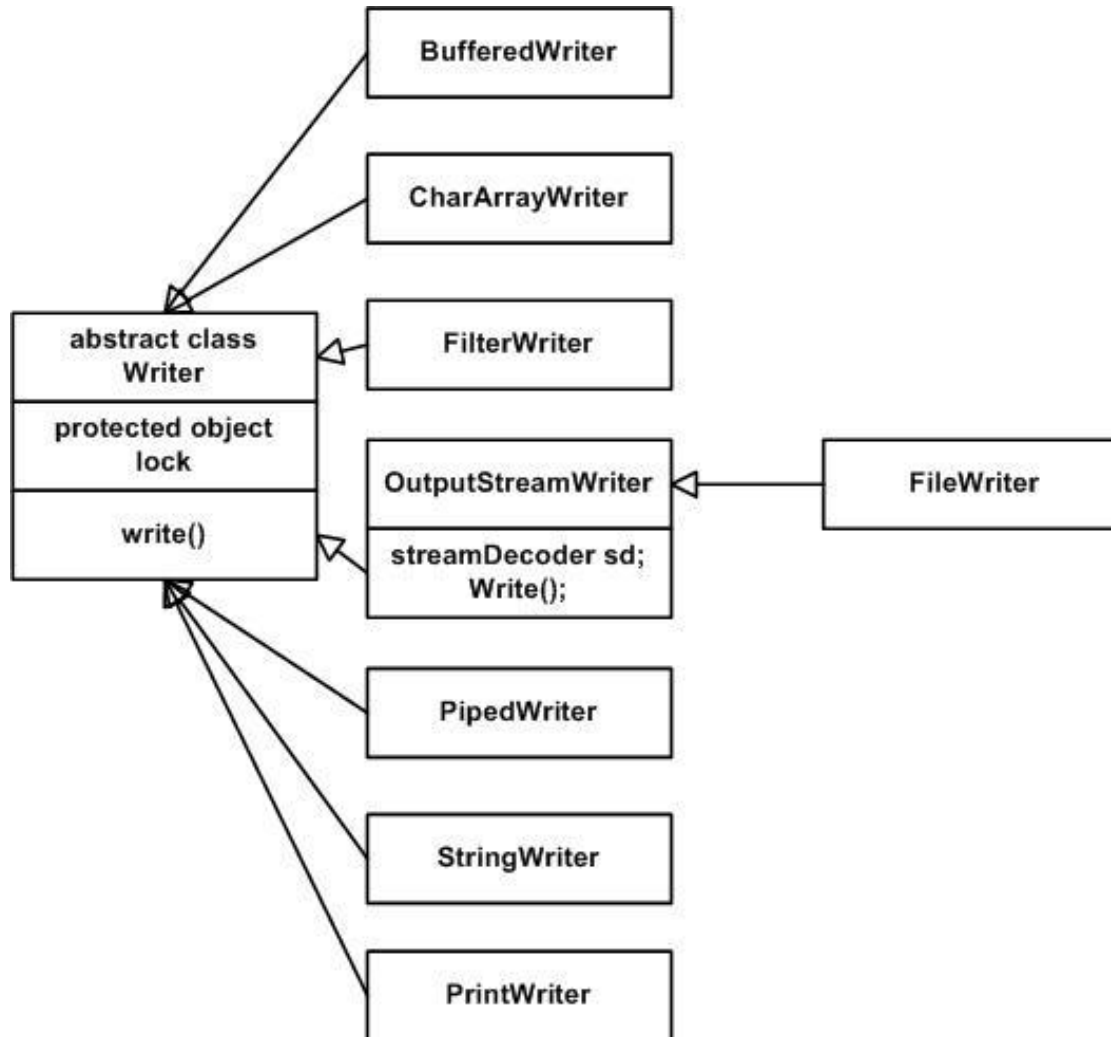 BufferedWriter
CharArrayWriter
abstract class
Writer
protected object
lock
write()
FilterWriter
OutputStreamWriter
streamDecoder sd;
Write();
FileWriter
PipedWriter
StringWriter
PrintWriter